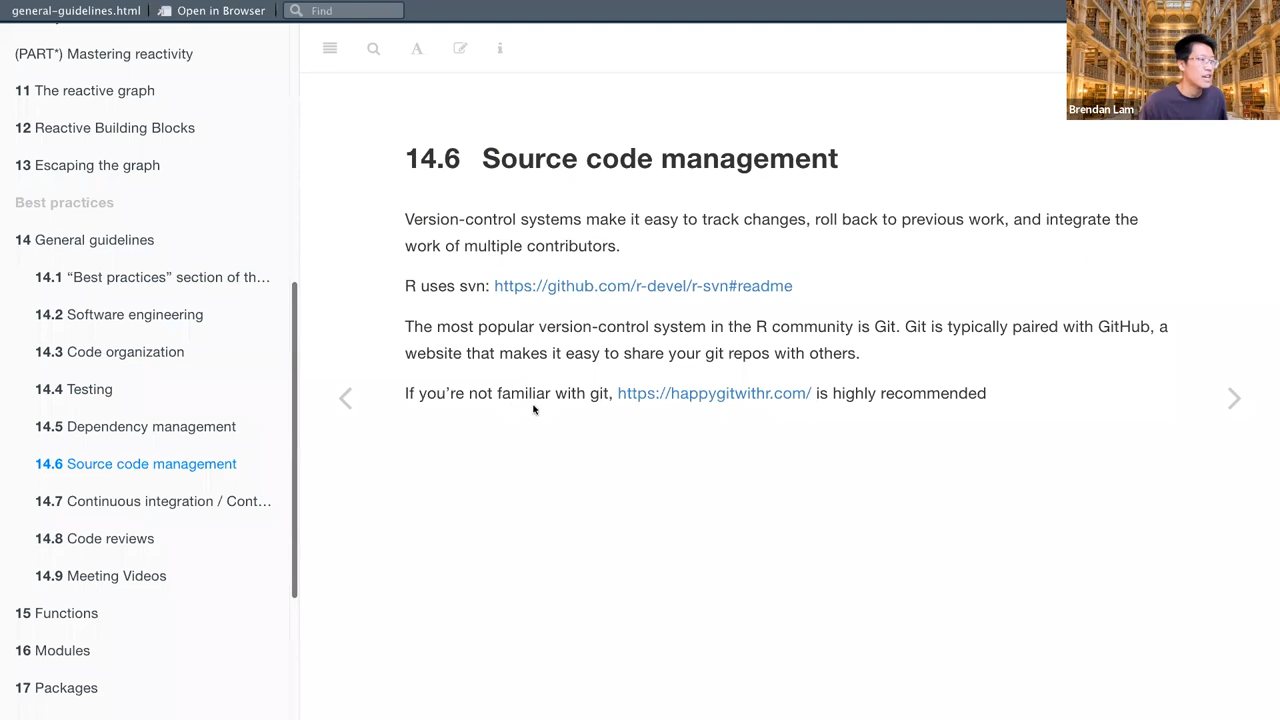 general-guidelines.html
Open in Browser
Find
(PART*) Mastering reactivity
11 The reactive graph
12 Reactive Building Blocks
13 Escaping the graph
Best practices
14 General guidelines
14.1 “Best practices” section of th…
14.2 Software engineering
14.3 Code organization
14.4 Testing
14.5 Dependency management
14.6 Source code management
14.7 Continuous integration / Cont…
14.8 Code reviews
14.9 Meeting Videos
15 Functions
16 Modules
17 Packages
A
i
Brendan Lam
14.6 Source code management
Version-control systems make it easy to track changes, roll back to previous work, and integrate the
work of multiple contributors.
R uses svn: https://github.com/r-devel/r-svn#readme
The most popular version-control system in the R community is Git. Git is typically paired with GitHub, a
website that makes it easy to share your git repos with others.
If you’re not familiar with git, https://happygitwithr.com/ is highly recommended